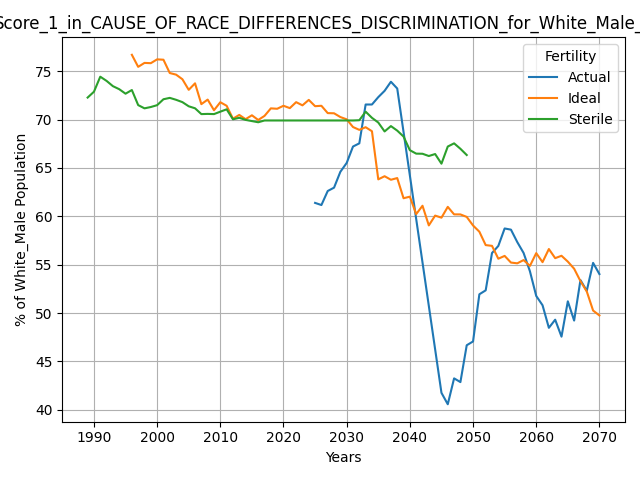 Score_1_in_CAUSE_OF_RACE_DIFFERENCES_DISCRIMINATION_for_White_Male_
Fertility
Actual
Ideal
Sterile
% of White_Male Population
75
70
65
60
55
50
45
40
1990
2000
2010
2020
2030
2040
2050
2060
2070
Years